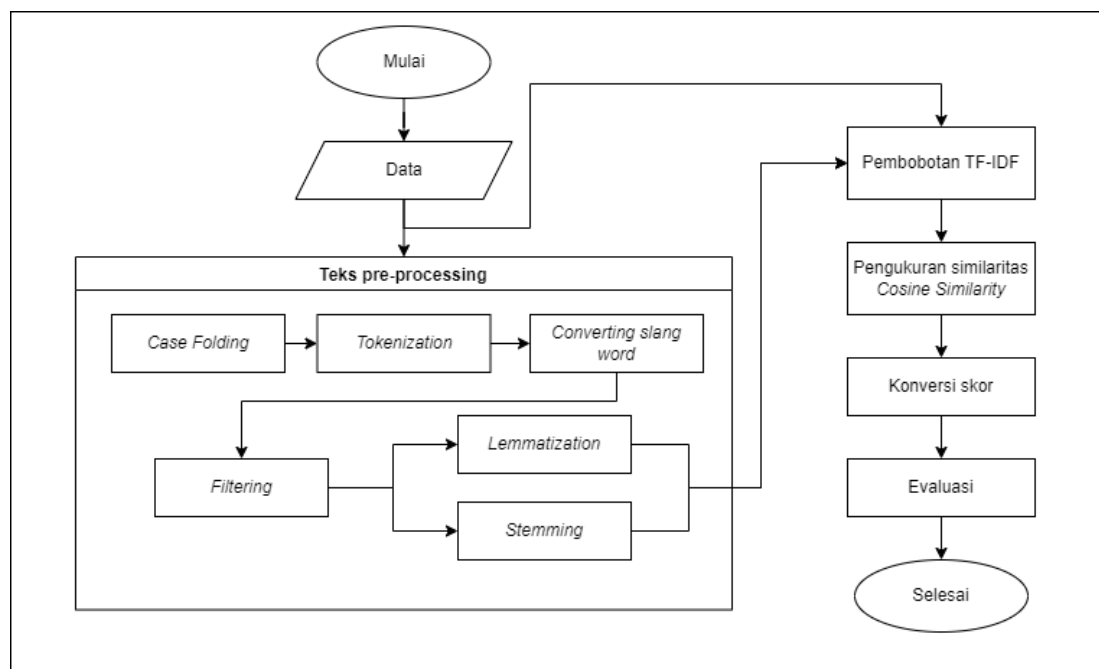 Mulai
Data
Teks pre-processing
Case Folding
Tokenization
Converting slang
word
Filtering
Lemmatization
Stemming
Pembobotan TF-IDF
Pengukuran similaritas
Cosine Similarity
Konversi skor
Evaluasi
Selesai